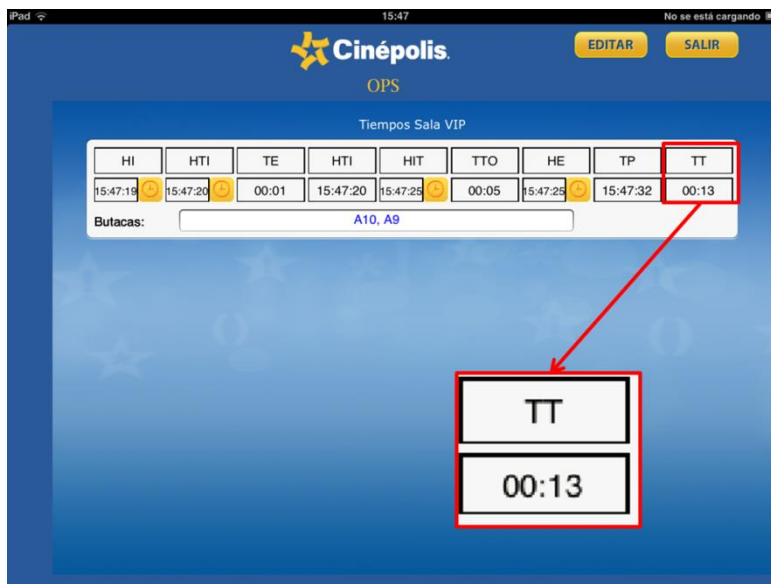 iPad 15:47 No se está cargando
Cinépolis.
EDITAR SALIR
OPS
Tiempos Sala VIP
HI HTI TE HTI HIT TTO HE TP TT
15:47:19 15:47:20 00:01 15:47:20 15:47:25 00:05 15:47:25 15:47:32 00:13
Butacas: A10, A9
TT
00:13